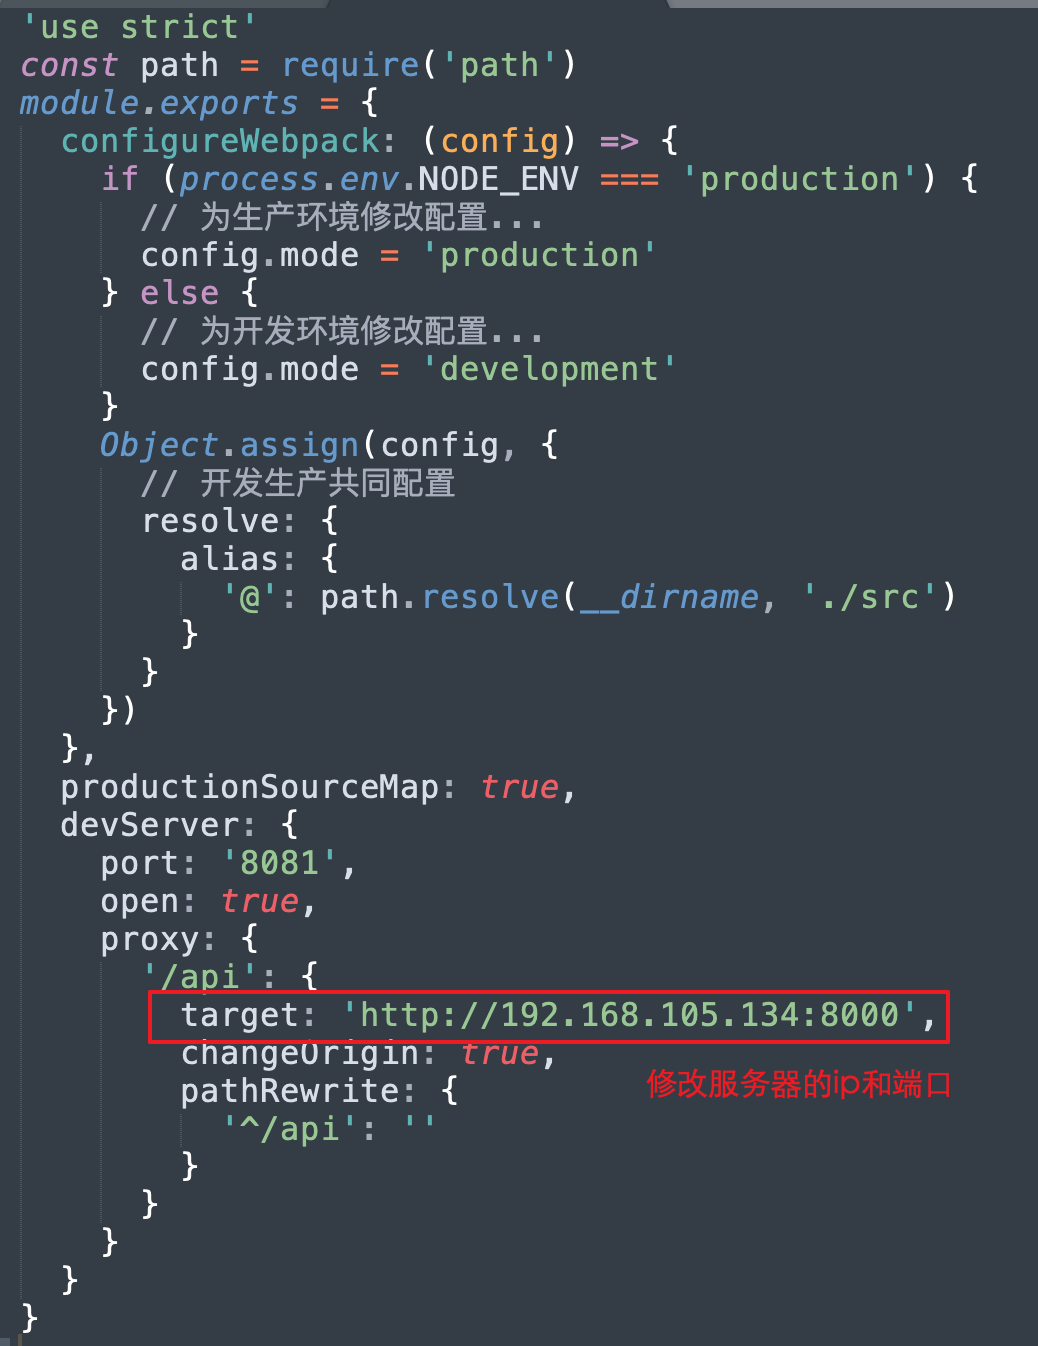 'use strict'
const path = require('path')
module.exports = {
  configureWebpack: (config) => {
    if (process.env.NODE_ENV === 'production') {
      // 为生产环境修改配置...
      config.mode = 'production'
    } else {
      // 为开发环境修改配置...
      config.mode = 'development'
    }
    Object.assign(config, {
      // 开发生产共同配置
      resolve: {
        alias: {
          '@': path.resolve(__dirname, './src')
        }
      }
    })
  },
  productionSourceMap: true,
  devServer: {
    port: '8081',
    open: true,
    proxy: {
      '/api': {
        target: 'http://192.168.105.134:8000',
        changeOrigin: true,
        pathRewrite: {
修改服务器的ip和端口
          '^/api': ''
        }
      }
    }
  }
}